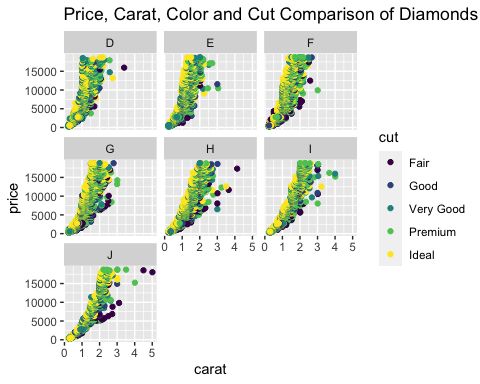 Price, Carat, Color and Cut Comparison of Diamonds
D E F
15000
10000
5000
0
G H I
15000
10000
5000
0
J
0 1 2 3 4 5 0 1 2 3 4 5
15000
10000
5000
0
0 1 2 3 4 5
price
carat
cut
Fair
Good
Very Good
Premium
Ideal